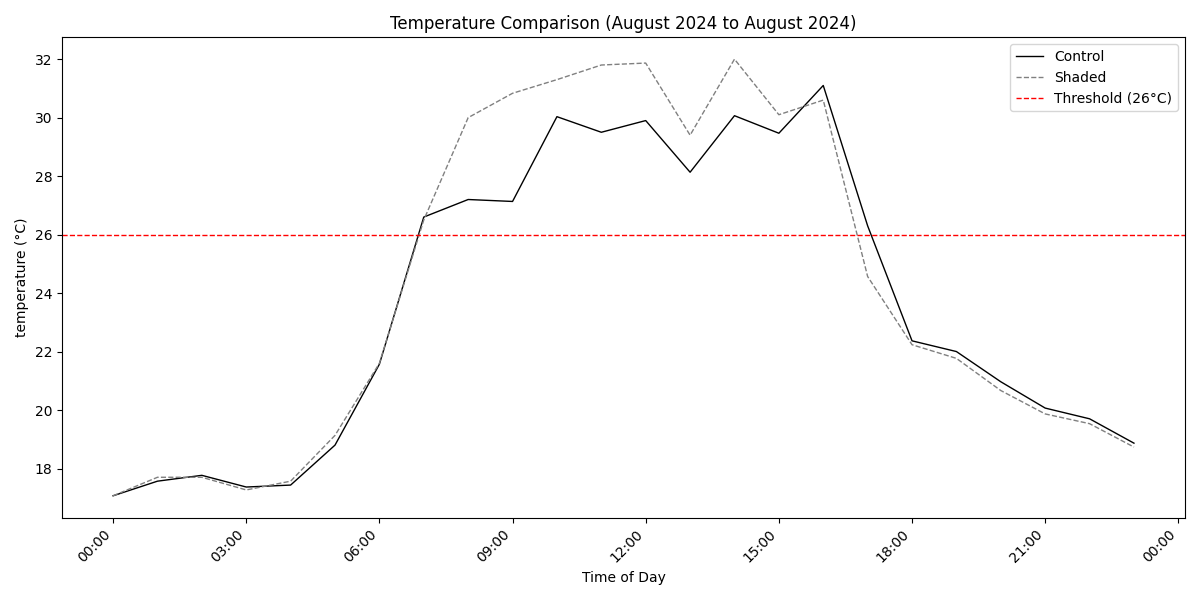 Temperature Comparison (August 2024 to August 2024)
Control
Shaded
Threshold (26°C)
temperature (°C)
32
30
28
26
24
22
20
18
00:00
03:00
06:00
09:00
12:00
15:00
18:00
21:00
00:00
Time of Day